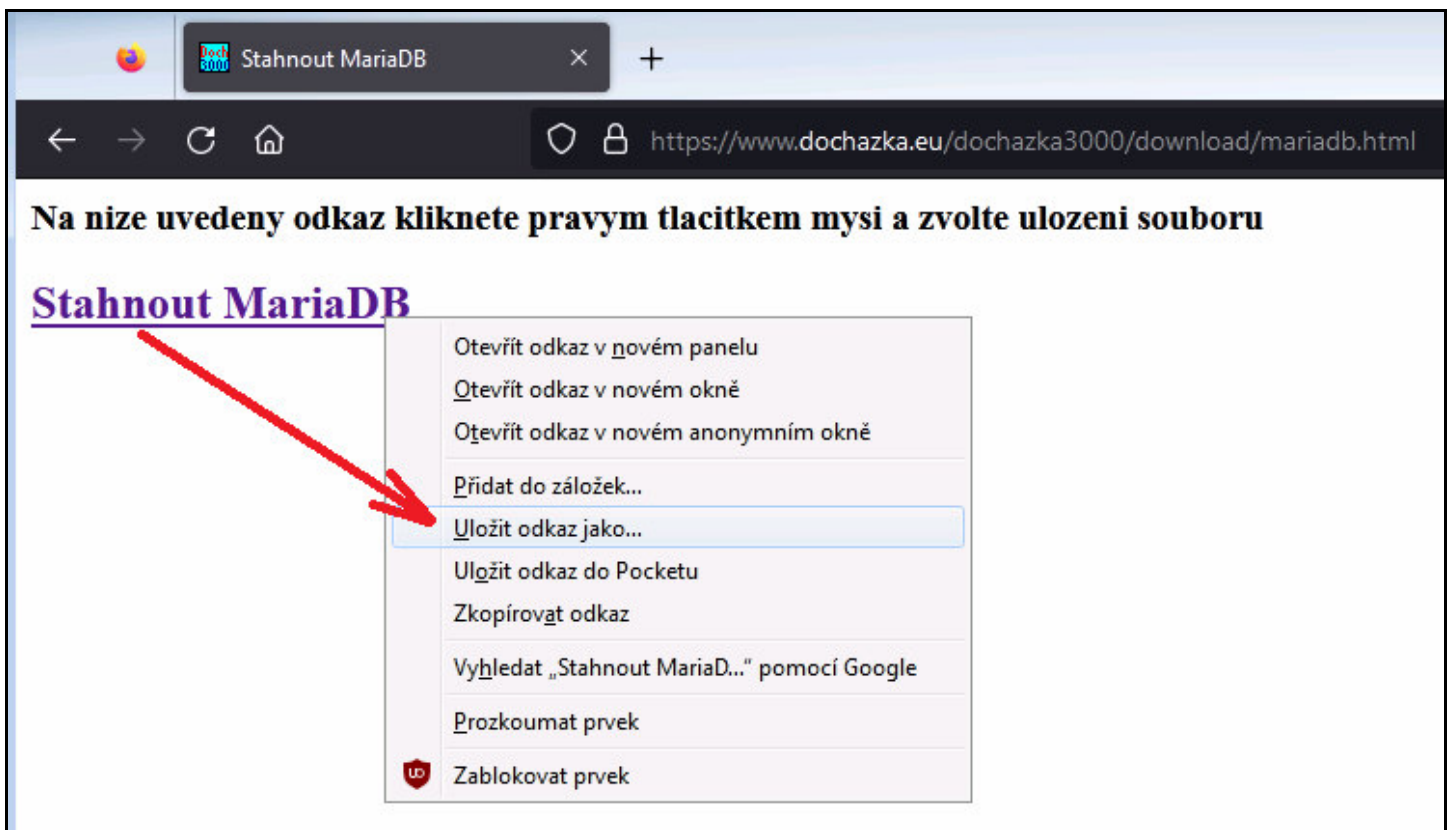 Stahnout MariaDB
https://www.dochazka.eu/dochazka3000/download/mariadb.html
Na nize uvedeny odkaz kliknete pravym tlacitkem mysi a zvolte ulozeni souboru
Stahnout MariaDB
Otevřít odkaz v novém panelu
Otevřít odkaz v novém okně
Otevřít odkaz v novém anonymním okně
Přidat do záložek...
Uložit odkaz jako...
Uložit odkaz do Pocketu
Zkopírovat odkaz
Vyhledat „Stahnout MariaD...“ pomocí Google
Prozkoumat prvek
Zablokovat prvek